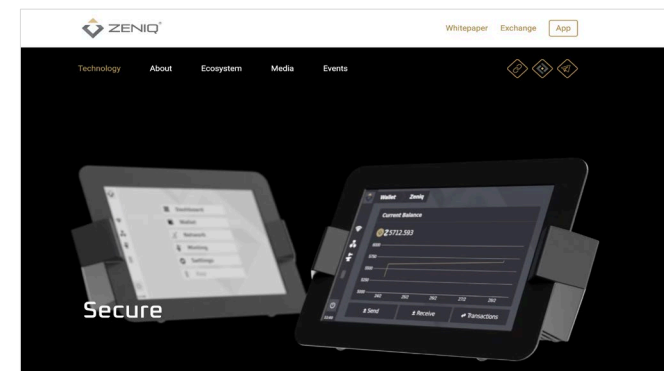 ZENIQ
Whitepaper Exchange App
Technology About Ecosystem Media Events
Dashboard
Wallet
Network
Minting
Settings
Wallet Zeniq
Current Balance
5712.593
Send Receive Transactions
Secure